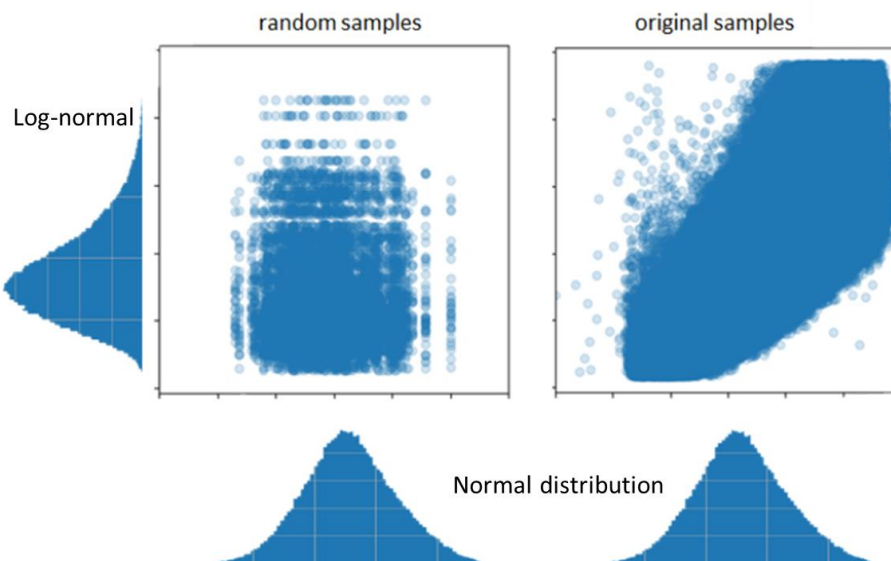 random samples
original samples
Log-normal
Normal distribution